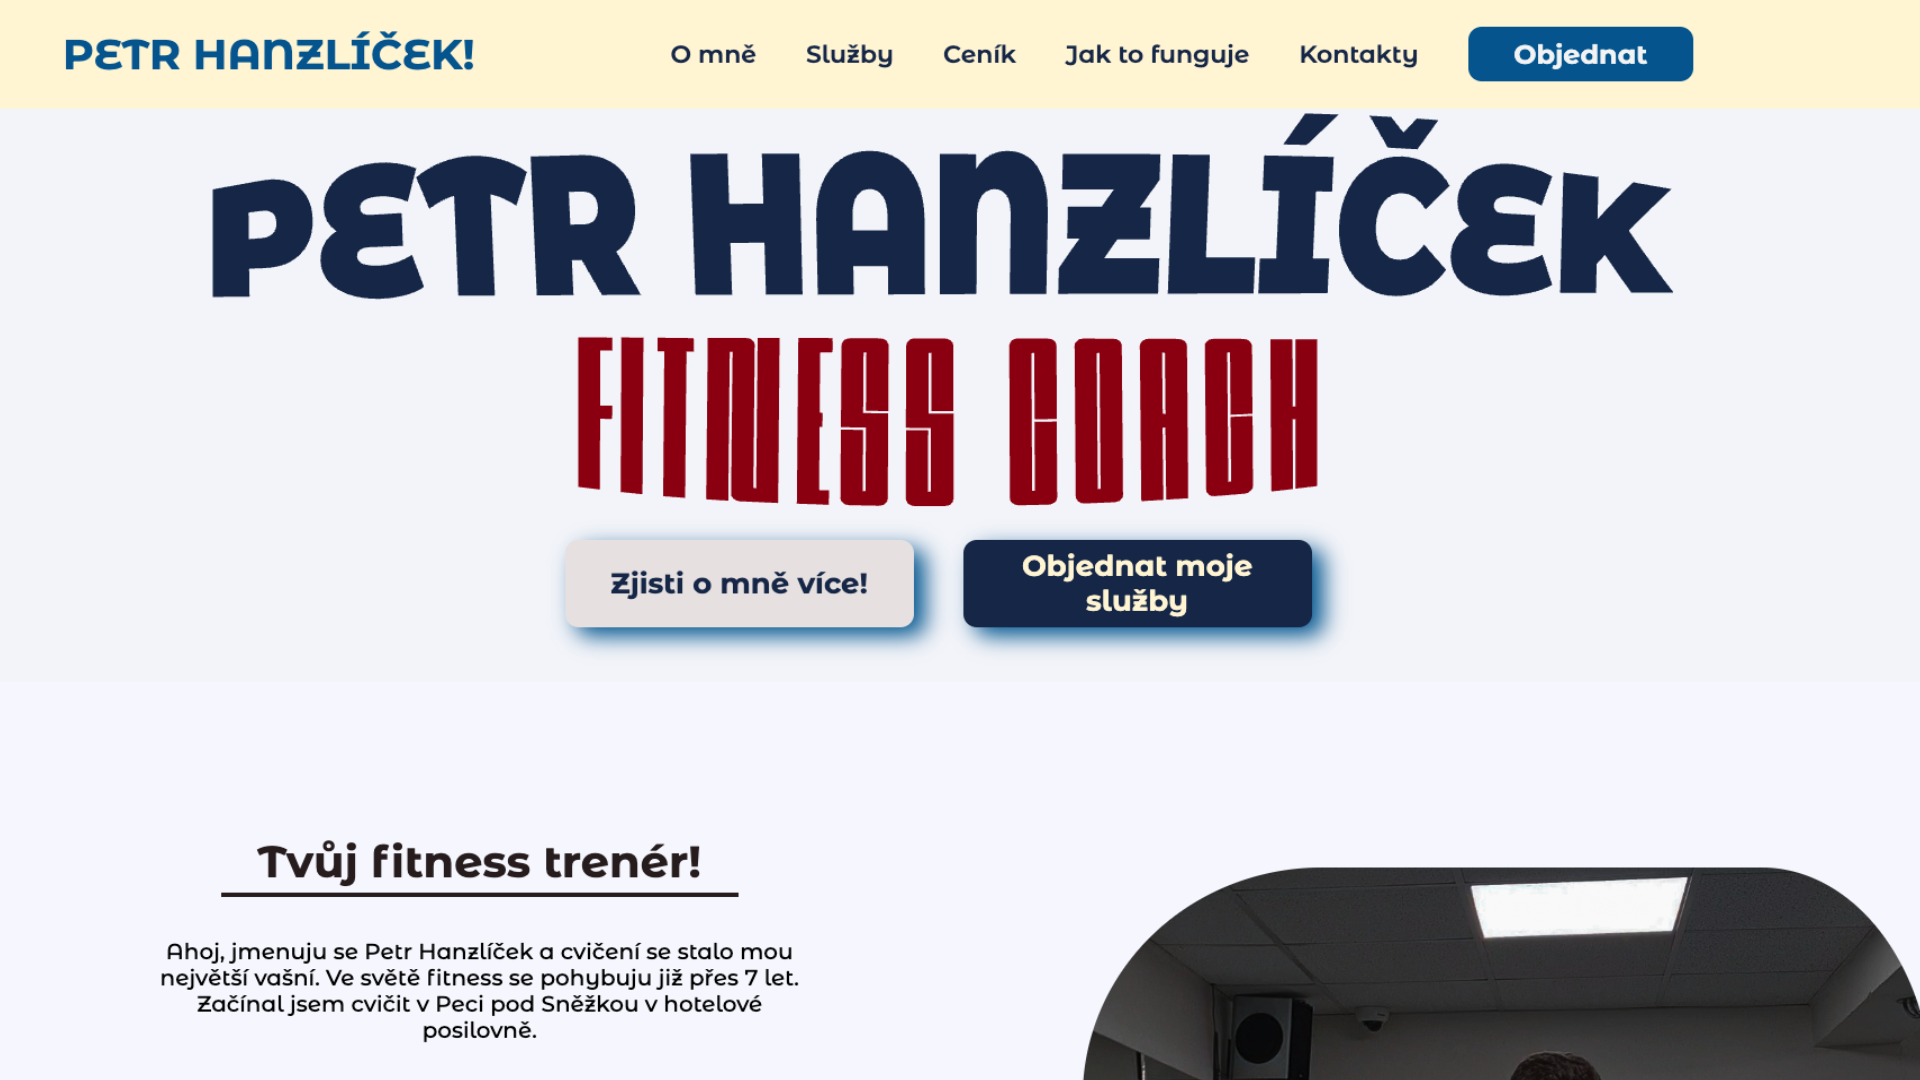 PETR HANZLÍČEK!
O mně
Služby
Ceník
Jak to funguje
Kontakty
Objednat
PETR HANZLÍČEK
FITNESS COACH
Zjisti o mně více!
Objednat moje
služby
Tvůj fitness trenér!
Ahoj, jmenuju se Petr Hanzlíček a cvičení se stalo mou
největší vašní. Ve světě fitness se pohybuju již přes 7 let.
Začínal jsem cvičit v Peci pod Sněžkou v hotelové
posilovně.